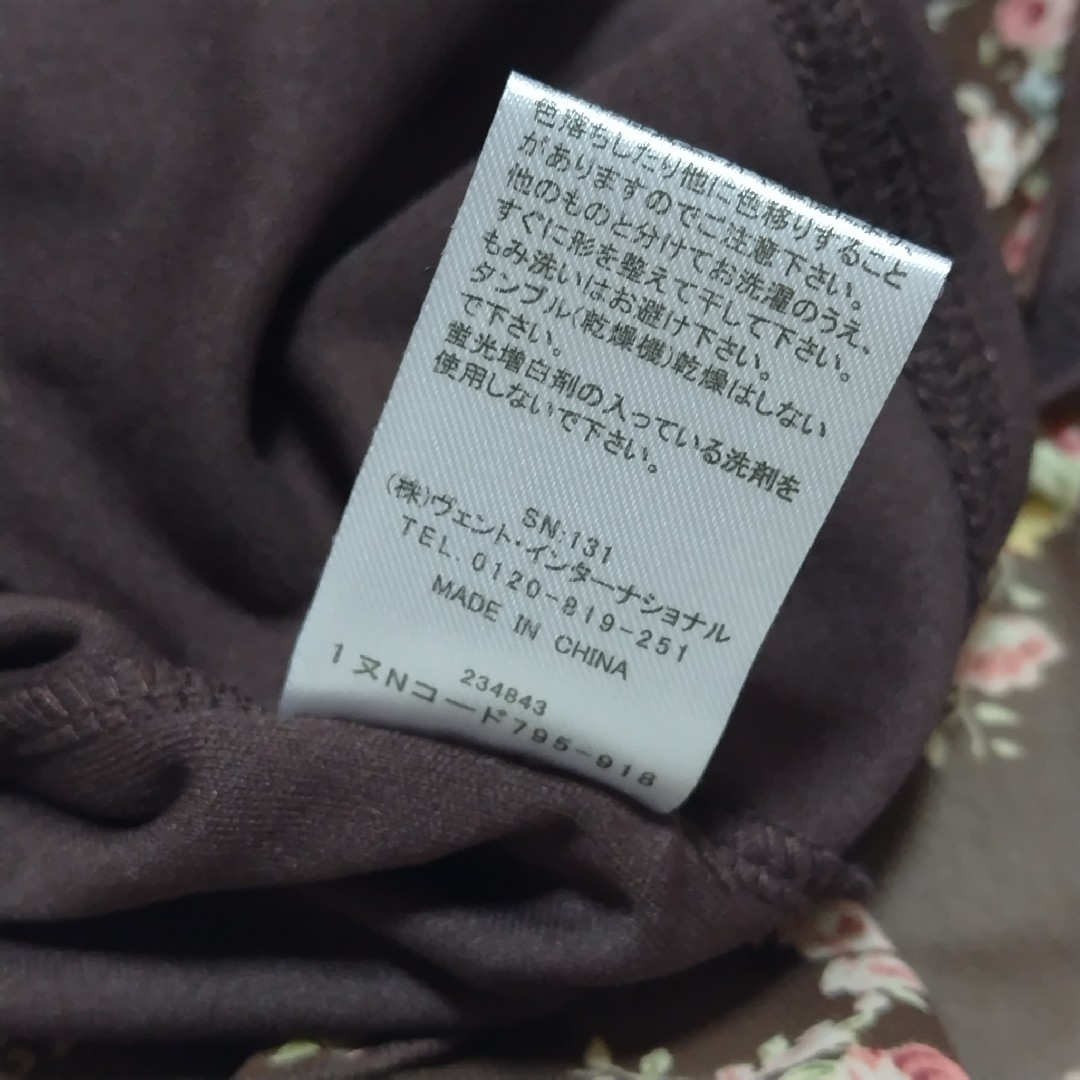 色落ちしたり他に色移りすること
がありますのでご注意下さい。
他のものと分けてお洗濯のうえ、
すぐに形を整えて干して下さい。
もみ洗いはお避け下さい。
タンブル(乾燥機)乾燥はしない
で下さい。
蛍光増白剤の入っている洗剤を
使用しないで下さい。
SN:131
(株)ヴェント・インターナショナル
TEL. 0120-819-251
MADE IN CHINA
234843
1ヌNコード795-918